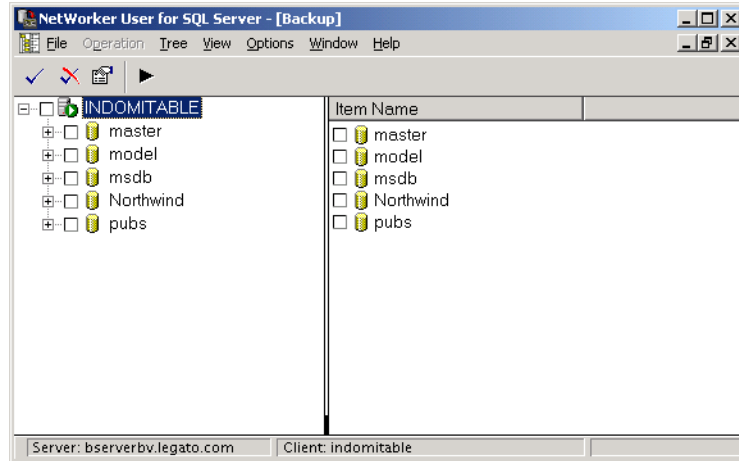 NetWorker User for SQL Server - [Backup]
File Operation Tree View Options Window Help
INDOMITABLE
master
model
msdb
Northwind
pubs
Item Name
master
model
msdb
Northwind
pubs
Server: bserverbv.legato.com Client: indomitable